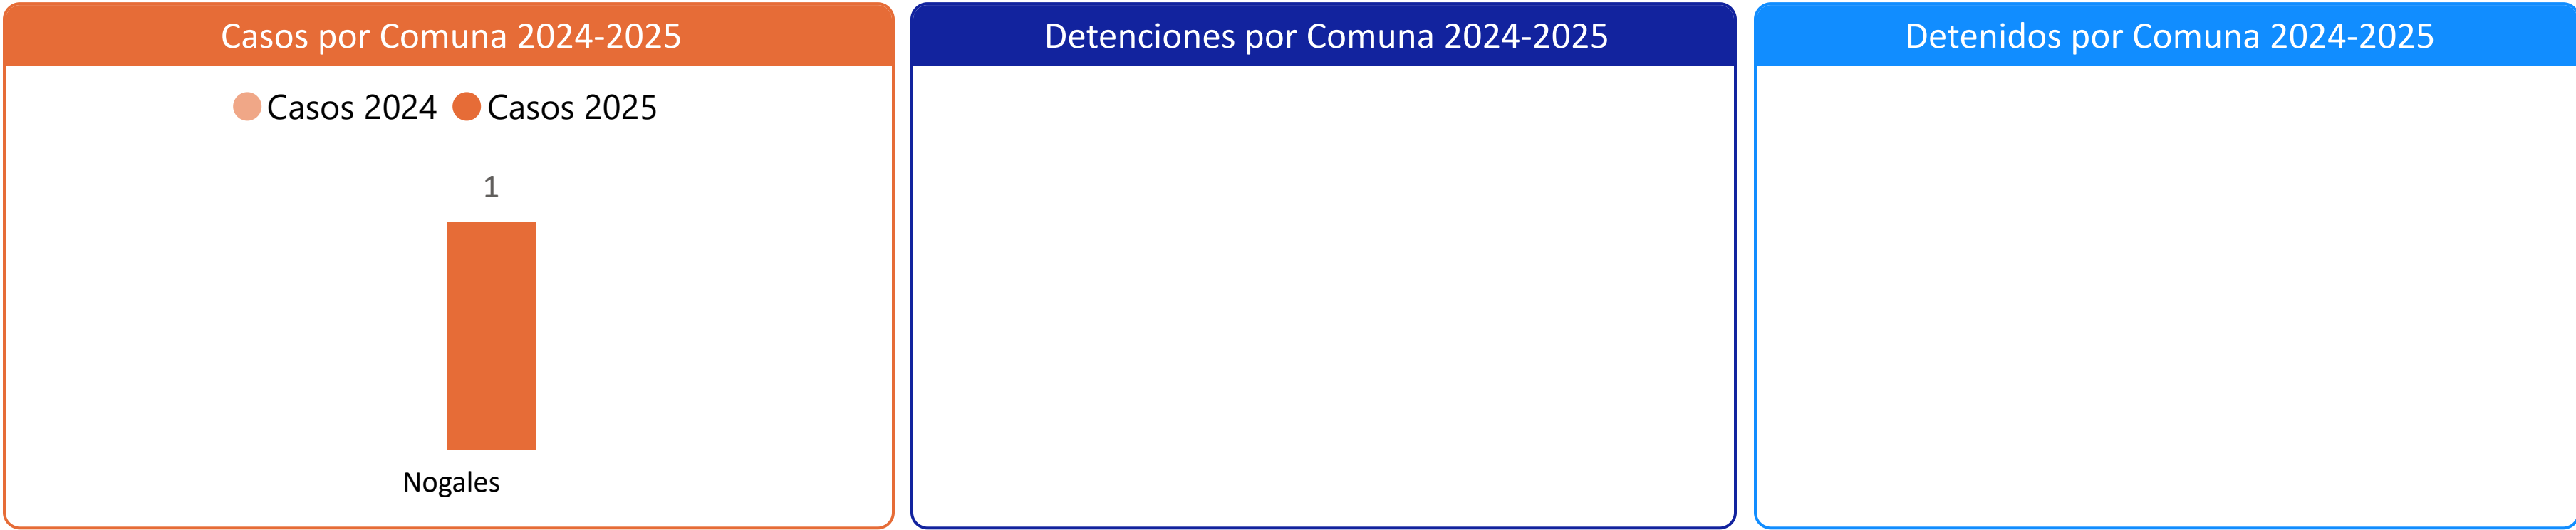 Casos por Comuna 2024-2025
Casos 2024 Casos 2025
1
Nogales
Detenciones por Comuna 2024-2025
Detenidos por Comuna 2024-2025